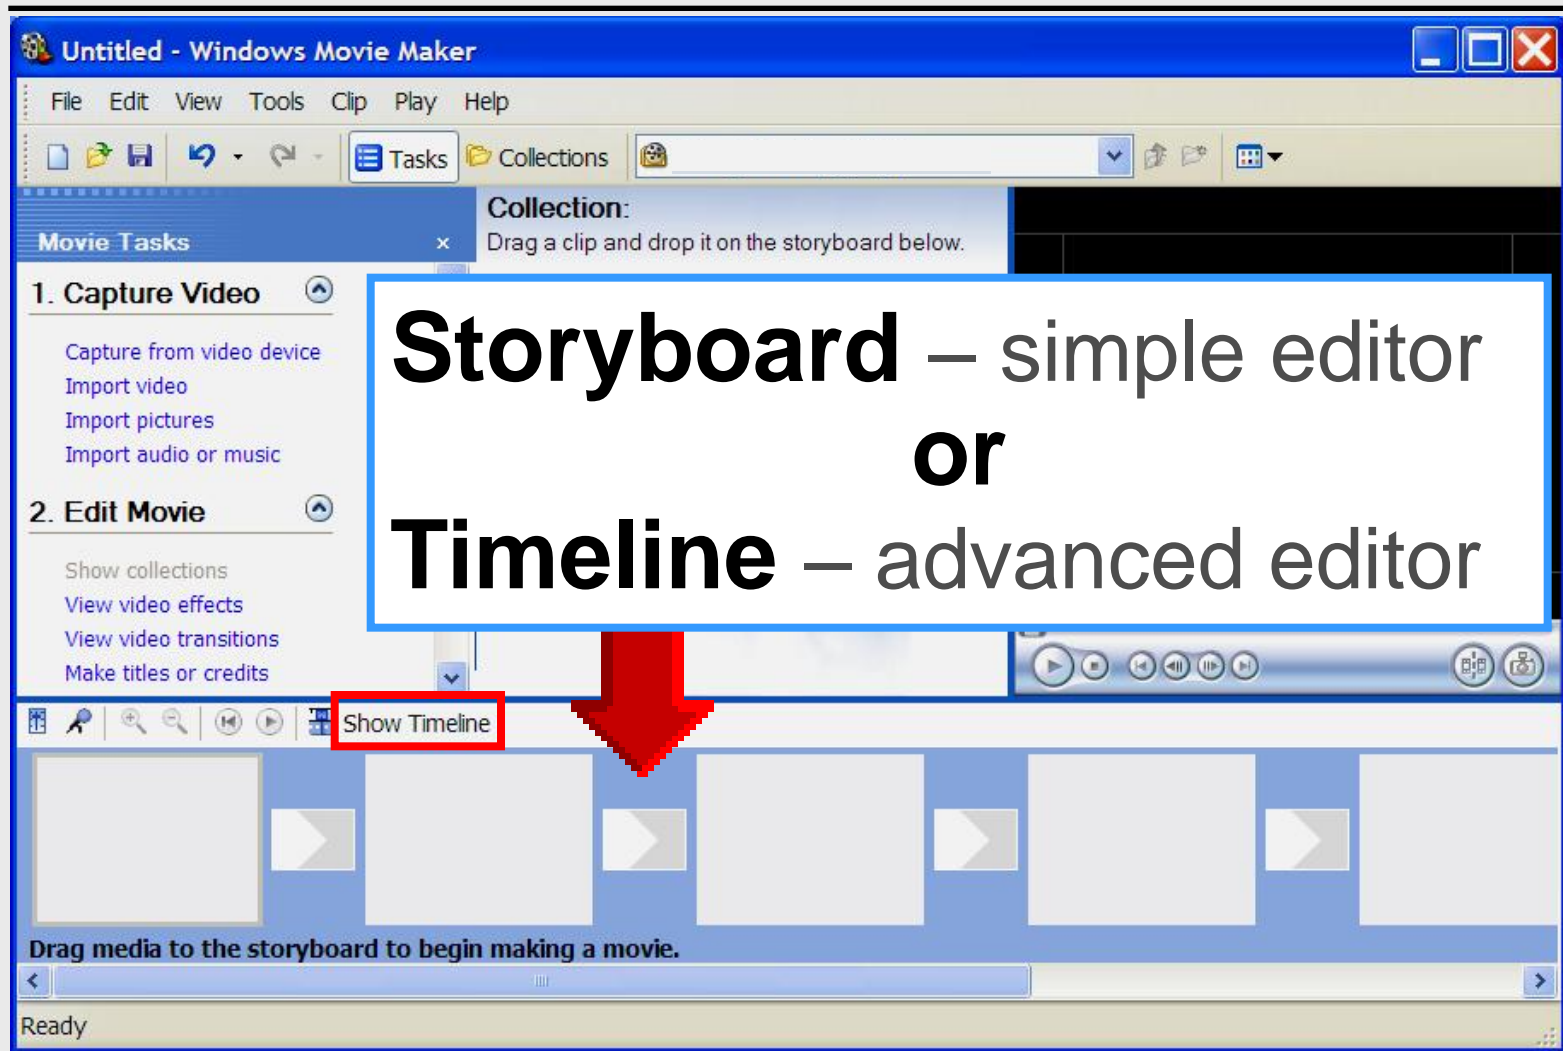 Untitled - Windows Movie Maker
File Edit View Tools Clip Play Help
Tasks Collections
Movie Tasks
Collection:
Drag a clip and drop it on the storyboard below.
1. Capture Video
Capture from video device
Import video
Import pictures
Import audio or music
2. Edit Movie
Show collections
View video effects
View video transitions
Make titles or credits
Storyboard – simple editor
or
Timeline – advanced editor
Show Timeline
Drag media to the storyboard to begin making a movie.
Ready